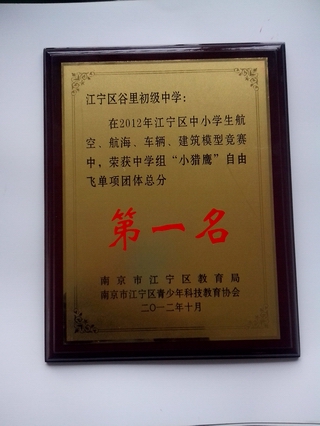 江宁区谷里初级中学：
在2012年江宁区中小学生航
空、航海、车辆、建筑模型竞赛
中，荣获中学组“小猎鹰”自由
飞单项团体总分
第一名
南京市江宁区教育局
南京市江宁区青少年科技教育协会
二〇一二年十月